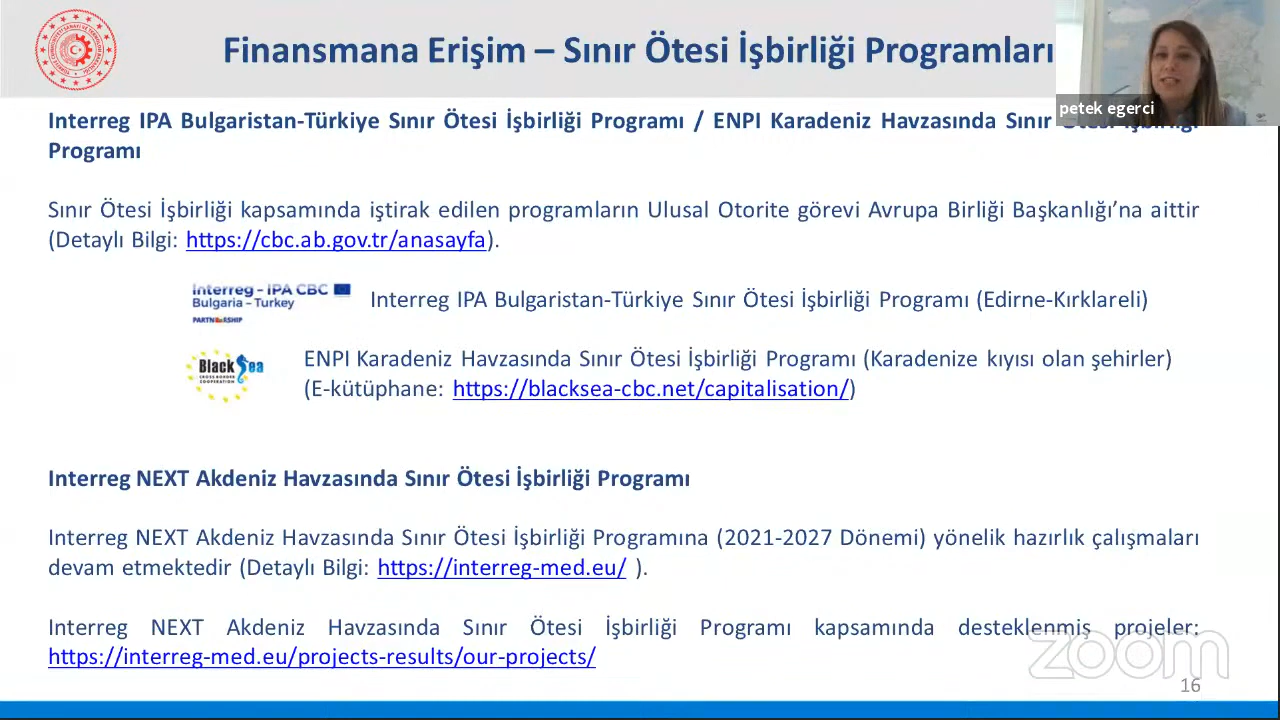 Finansmana Erişim – Sınır Ötesi İşbirliği Programları
petek egerci
Interreg IPA Bulgaristan-Türkiye Sınır Ötesi İşbirliği Programı / ENPI Karadeniz Havzasında Sınır Ötesi İşbirliği
Programı
Sınır Ötesi İşbirliği kapsamında iştirak edilen programların Ulusal Otorite görevi Avrupa Birliği Başkanlığı’na aittir
(Detaylı Bilgi: https://cbc.ab.gov.tr/anasayfa).
Interreg - IPA CBC
Bulgaria - Turkey
PARTNERSHIP
Interreg IPA Bulgaristan-Türkiye Sınır Ötesi İşbirliği Programı (Edirne-Kırklareli)
Black Sea
CROSS BORDER
COOPERATION
ENPI Karadeniz Havzasında Sınır Ötesi İşbirliği Programı (Karadenize kıyısı olan şehirler)
(E-kütüphane: https://blacksea-cbc.net/capitalisation/)
Interreg NEXT Akdeniz Havzasında Sınır Ötesi İşbirliği Programı
Interreg NEXT Akdeniz Havzasında Sınır Ötesi İşbirliği Programına (2021-2027 Dönemi) yönelik hazırlık çalışmaları
devam etmektedir (Detaylı Bilgi: https://interreg-med.eu/ ).
Interreg NEXT Akdeniz Havzasında Sınır Ötesi İşbirliği Programı kapsamında desteklenmiş projeler:
https://interreg-med.eu/projects-results/our-projects/
zoom
16